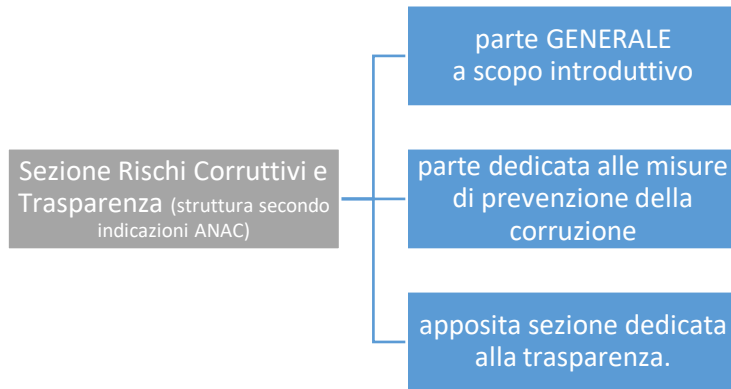 Sezione Rischi Corruttivi e
Trasparenza (struttura secondo
indicazioni ANAC)
parte GENERALE
a scopo introduttivo
parte dedicata alle misure
di prevenzione della
corruzione
apposita sezione dedicata
alla trasparenza.